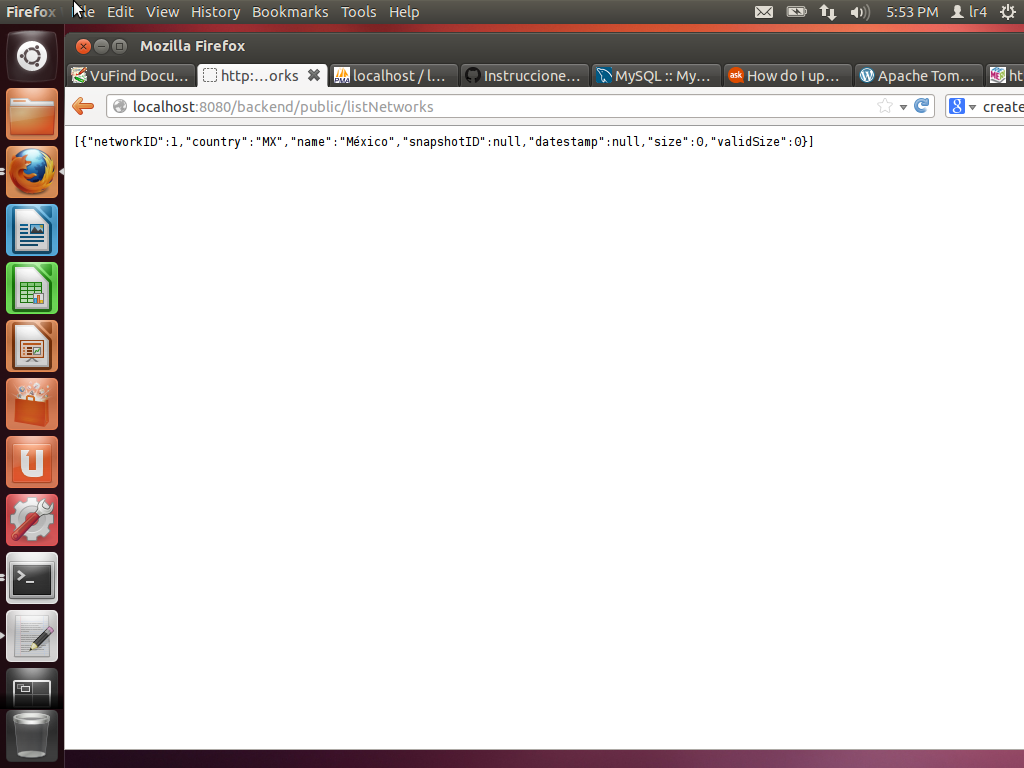 Firefox Edit View History Bookmarks Tools Help 5:53 PM lr4
Mozilla Firefox
VuFind Docu... http:...orks localhost / l... Instruccione... MySQL :: My... ask How do I up... Apache Tom... ht
localhost:8080/backend/public/listNetworks 8 create
[{"networkID":1,"country":"MX","name":"México","snapshotID":null,"datestamp":null,"size":0,"validSize":0}]